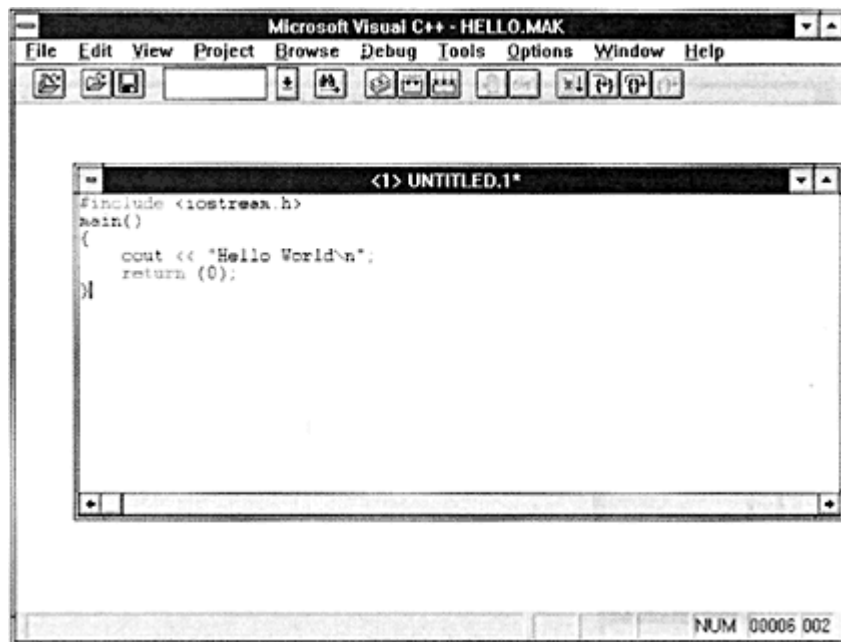 Microsoft Visual C++ - HELLO.MAK
File Edit View Project Browse Debug Tools Options Window Help
<1> UNTITLED.1*
#include <iostream.h>
main()
{
    cout << "Hello World\n";
    return (0);
}
NUM 00006 002